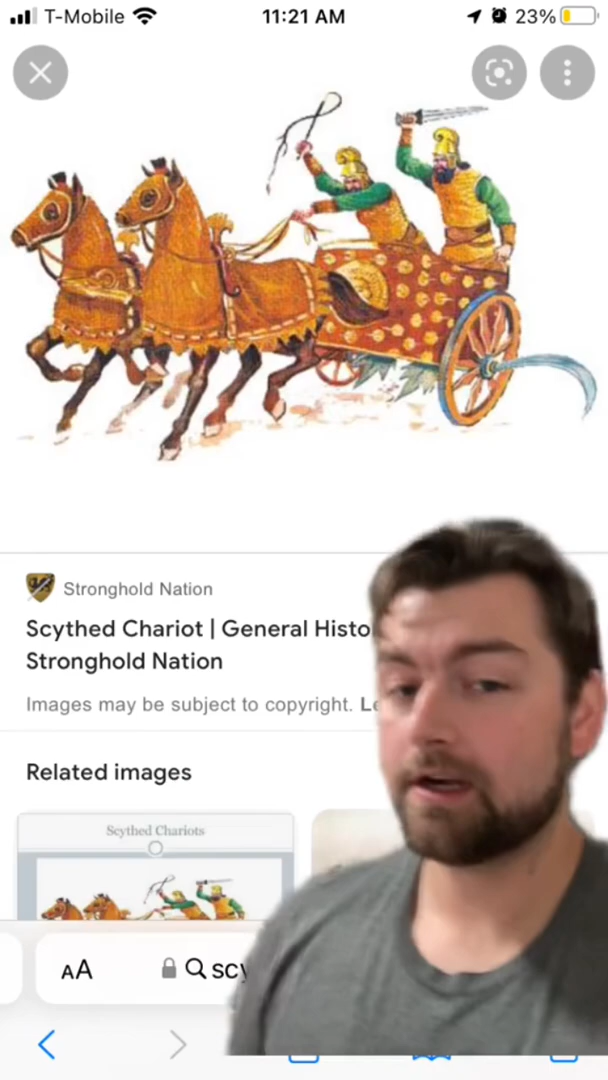 T-Mobile 11:21 AM 23%
Stronghold Nation
Scythed Chariot | General Histo
Stronghold Nation
Images may be subject to copyright. L
Related images
Scythed Chariots
AA scy